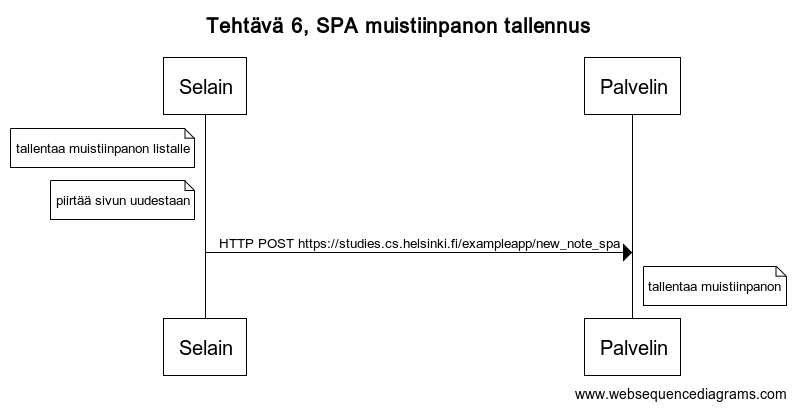 Tehtävä 6, SPA muistiinpanon tallennus
Selain
Palvelin
tallentaa muistiinpanon listalle
piirtää sivun uudestaan
HTTP POST https://studies.cs.helsinki.fi/exampleapp/new_note_spa
tallentaa muistiinpanon
Selain
Palvelin
www.websequencediagrams.com